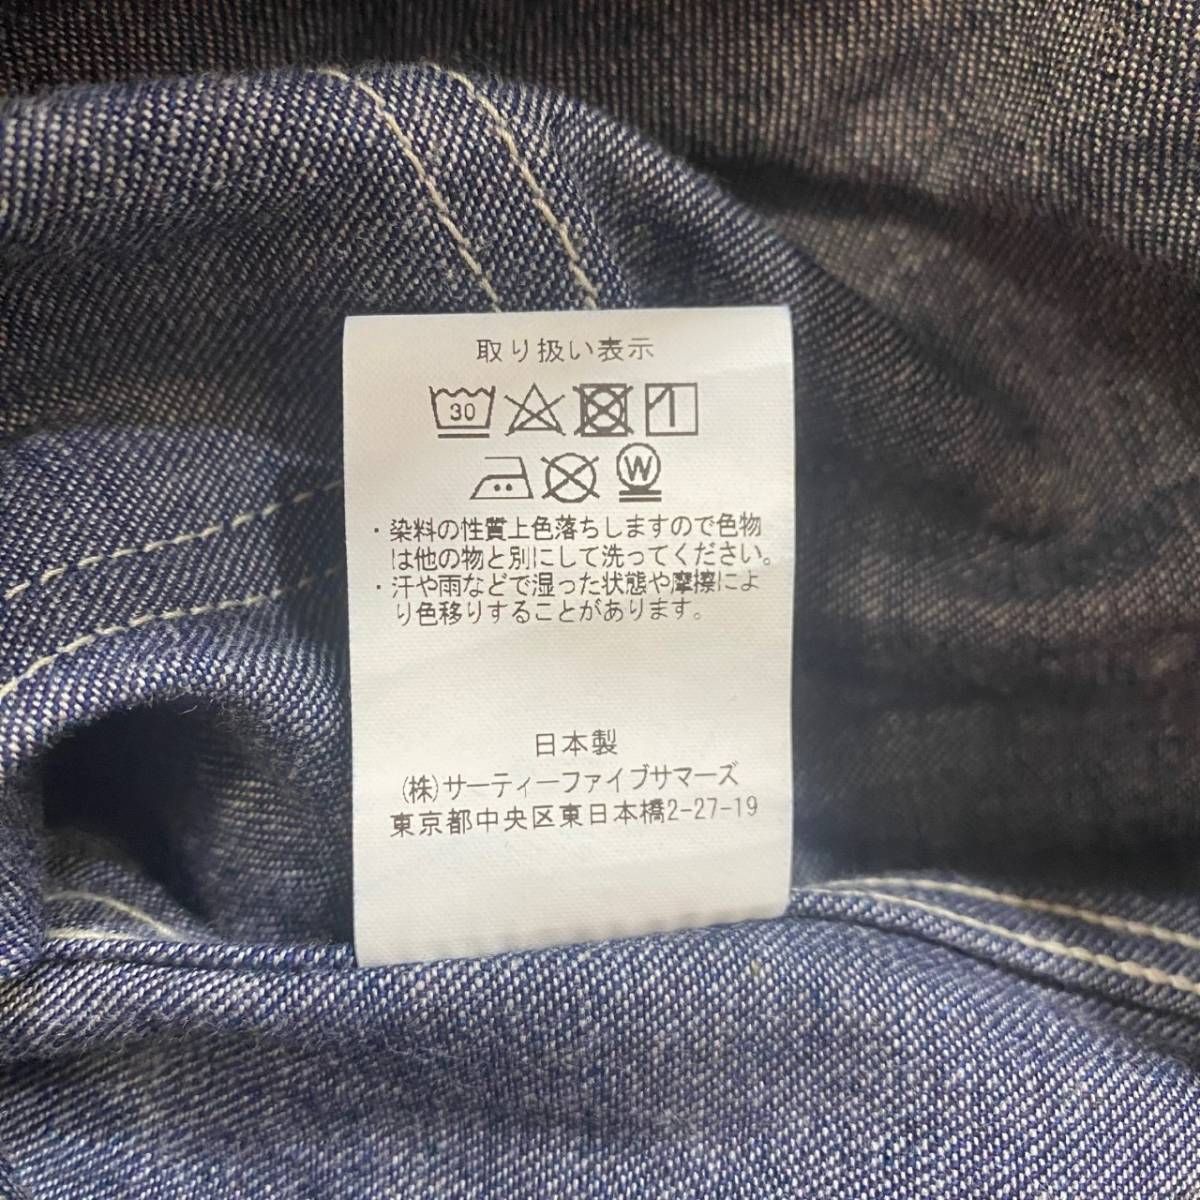 取り扱い表示
30
W
・染料の性質上色落ちしますので色物
は他の物と別にして洗ってください。
・汗や雨などで湿った状態や摩擦によ
り色移りすることがあります。
日本製
(株)サーティーファイブサマーズ
東京都中央区東日本橋2-27-19